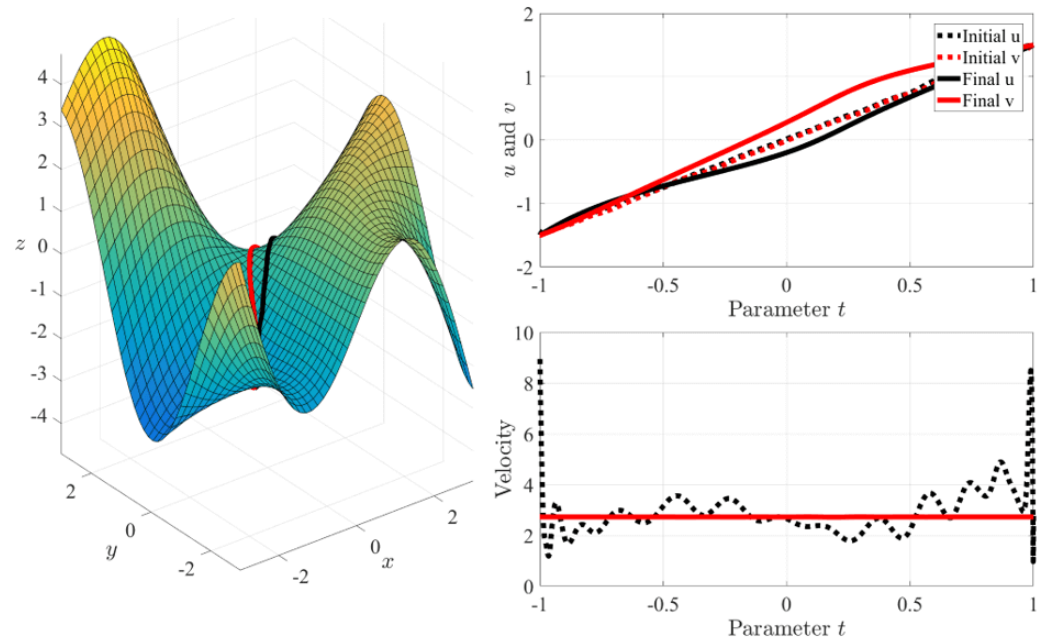 4
3
2
1
z 0
-1
-2
-3
-4
2
0
-2
y
-2
0
2
x
2
1
0
-1
-2
u and v
Initial u
Initial v
Final u
Final v
-1 -0.5 0 0.5 1
Parameter t
10
8
6
4
2
0
Velocity
-1 -0.5 0 0.5 1
Parameter t